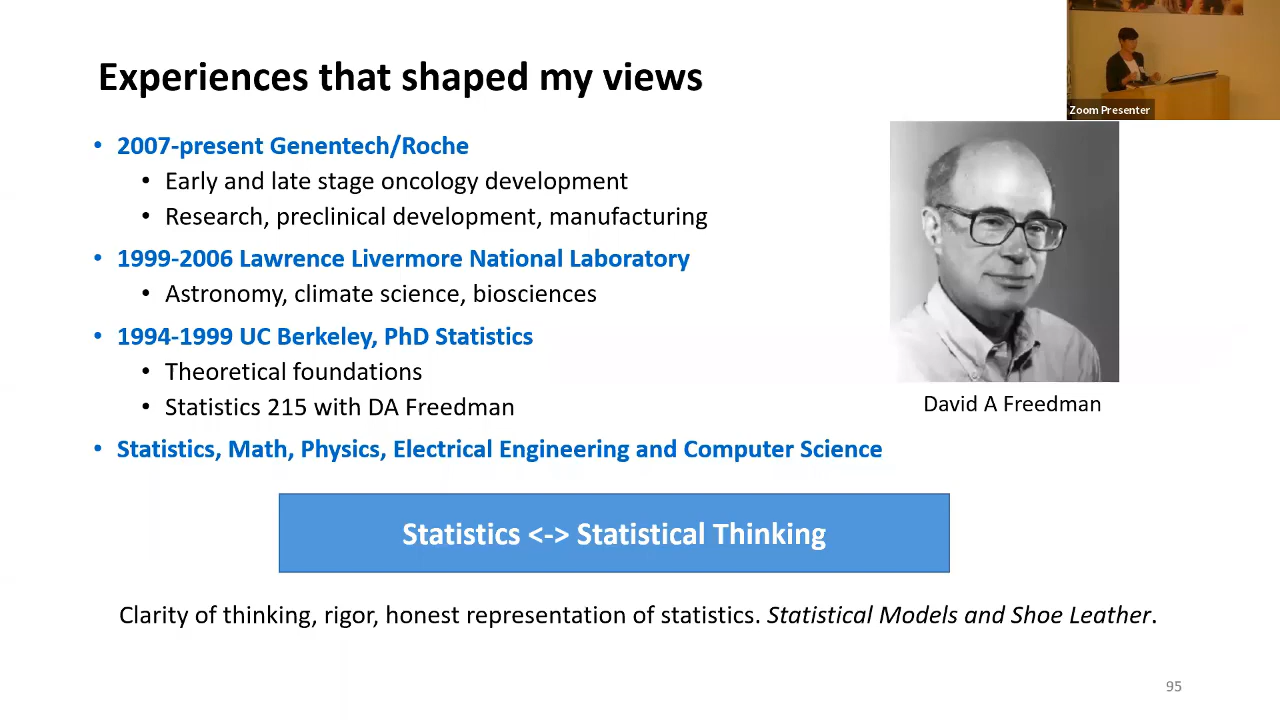 Experiences that shaped my views
Zoom Presenter
• 2007-present Genentech/Roche
• Early and late stage oncology development
• Research, preclinical development, manufacturing
• 1999-2006 Lawrence Livermore National Laboratory
• Astronomy, climate science, biosciences
• 1994-1999 UC Berkeley, PhD Statistics
• Theoretical foundations
• Statistics 215 with DA Freedman
David A Freedman
• Statistics, Math, Physics, Electrical Engineering and Computer Science
Statistics <-> Statistical Thinking
Clarity of thinking, rigor, honest representation of statistics. Statistical Models and Shoe Leather.
95